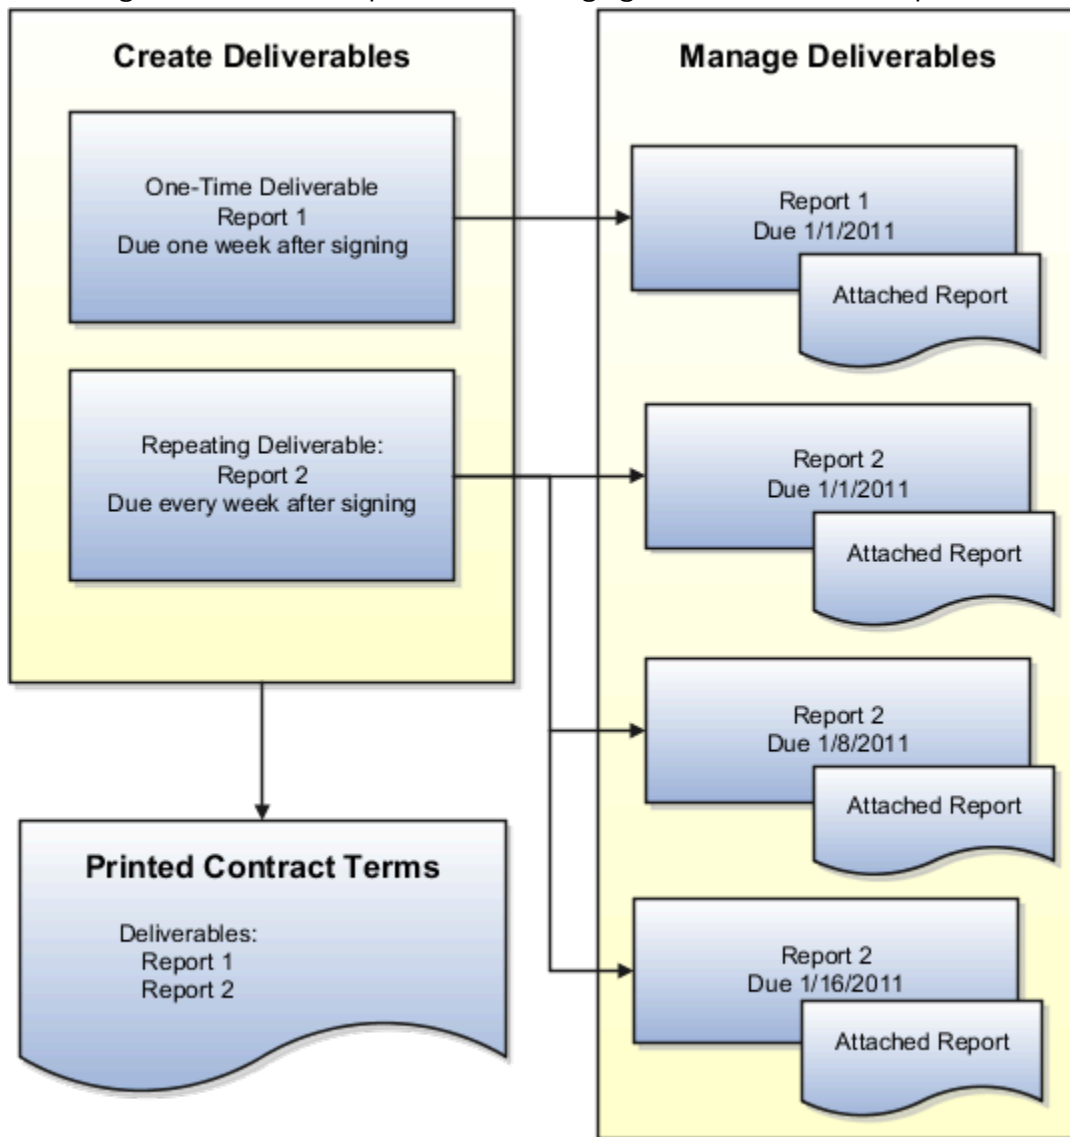 Create Deliverables
One-Time Deliverable
Report 1
Due one week after signing
Repeating Deliverable:
Report 2
Due every week after signing
Printed Contract Terms
Deliverables:
Report 1
Report 2
Manage Deliverables
Report 1
Due 1/1/2011
Attached Report
Report 2
Due 1/1/2011
Attached Report
Report 2
Due 1/8/2011
Attached Report
Report 2
Due 1/16/2011
Attached Report